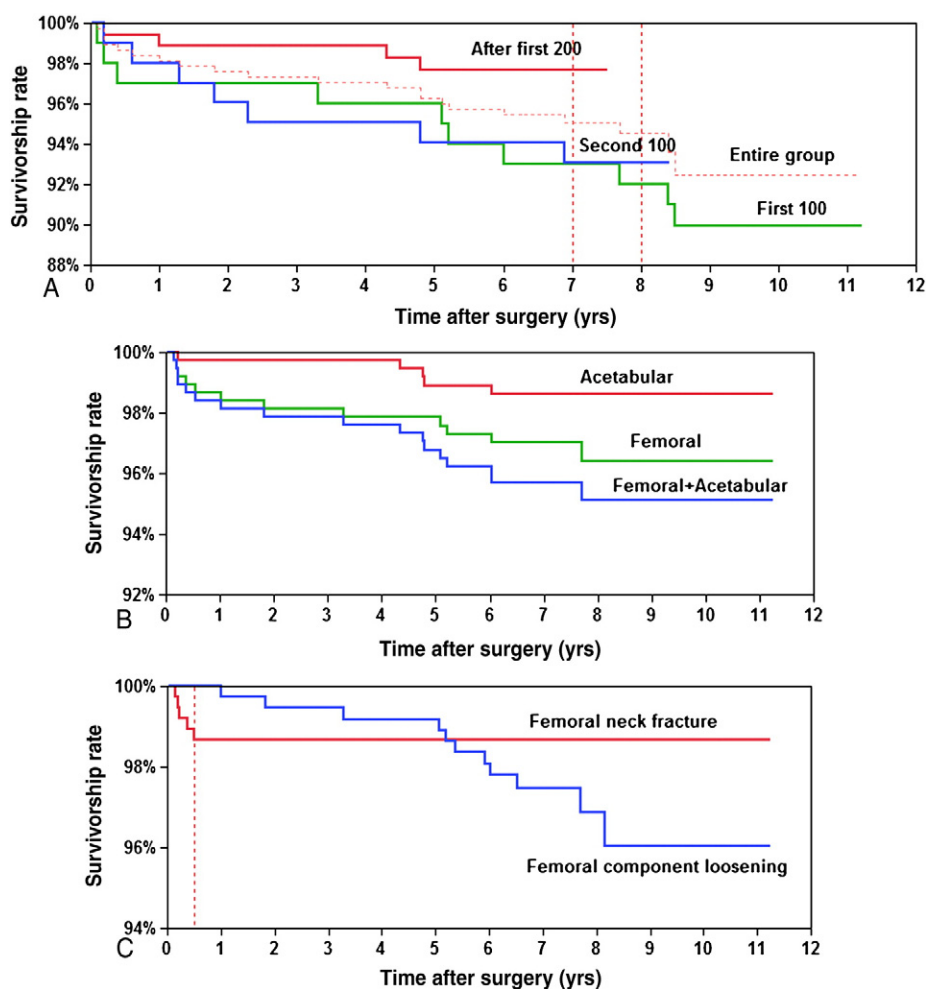 100%
98%
96%
94%
92%
90%
88%
Survivorship rate
After first 200
Second 100
Entire group
First 100
A
0 1 2 3 4 5 6 7 8 9 10 11 12
Time after surgery (yrs)
100%
98%
96%
94%
92%
Survivorship rate
Acetabular
Femoral
Femoral+Acetabular
B
0 1 2 3 4 5 6 7 8 9 10 11 12
Time after surgery (yrs)
100%
98%
96%
94%
Survivorship rate
Femoral neck fracture
Femoral component loosening
C
0 1 2 3 4 5 6 7 8 9 10 11 12
Time after surgery (yrs)